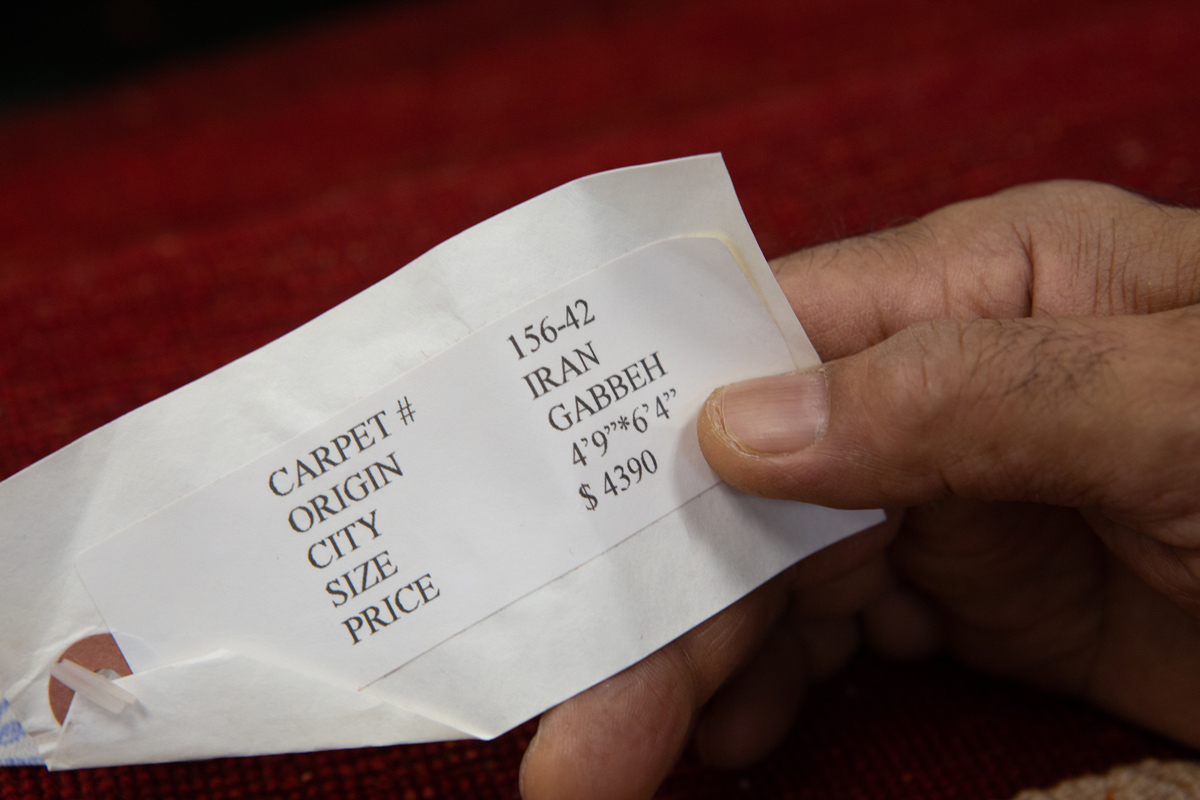 CARPET # 156-42
ORIGIN IRAN
CITY GABBEH
SIZE 4’9”*6’4”
PRICE $ 4390